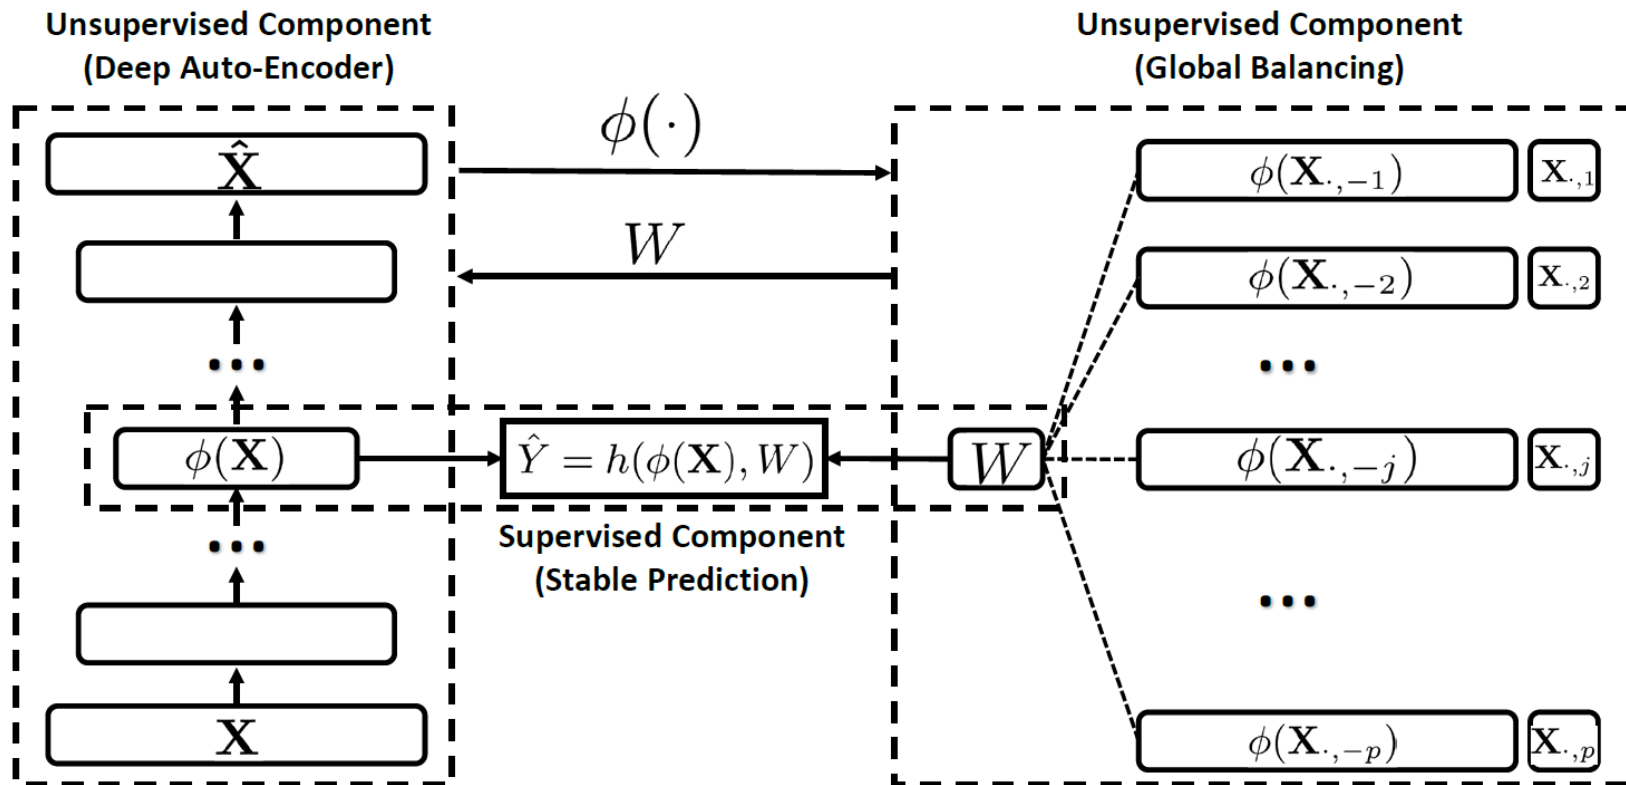 Unsupervised Component
(Deep Auto-Encoder)
Unsupervised Component
(Global Balancing)
ϕ(·)
W
X̂
...
ϕ(X)
...
X
Ŷ = h(ϕ(X), W)
Supervised Component
(Stable Prediction)
W
ϕ(X.,−1) X.,1
ϕ(X.,−2) X.,2
...
ϕ(X.,−j) X.,j
...
ϕ(X.,−p) X.,p